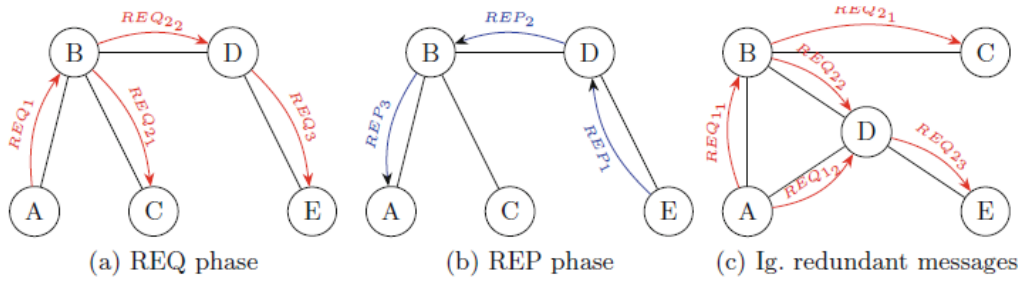 REQ22
B
D
REQ1
REQ21
REQ3
A
C
E
(a) REQ phase
REP2
B
D
REP3
REP1
A
C
E
(b) REP phase
REQ21
B
C
REQ22
REQ11
D
REQ23
REQ12
A
E
(c) Ig. redundant messages